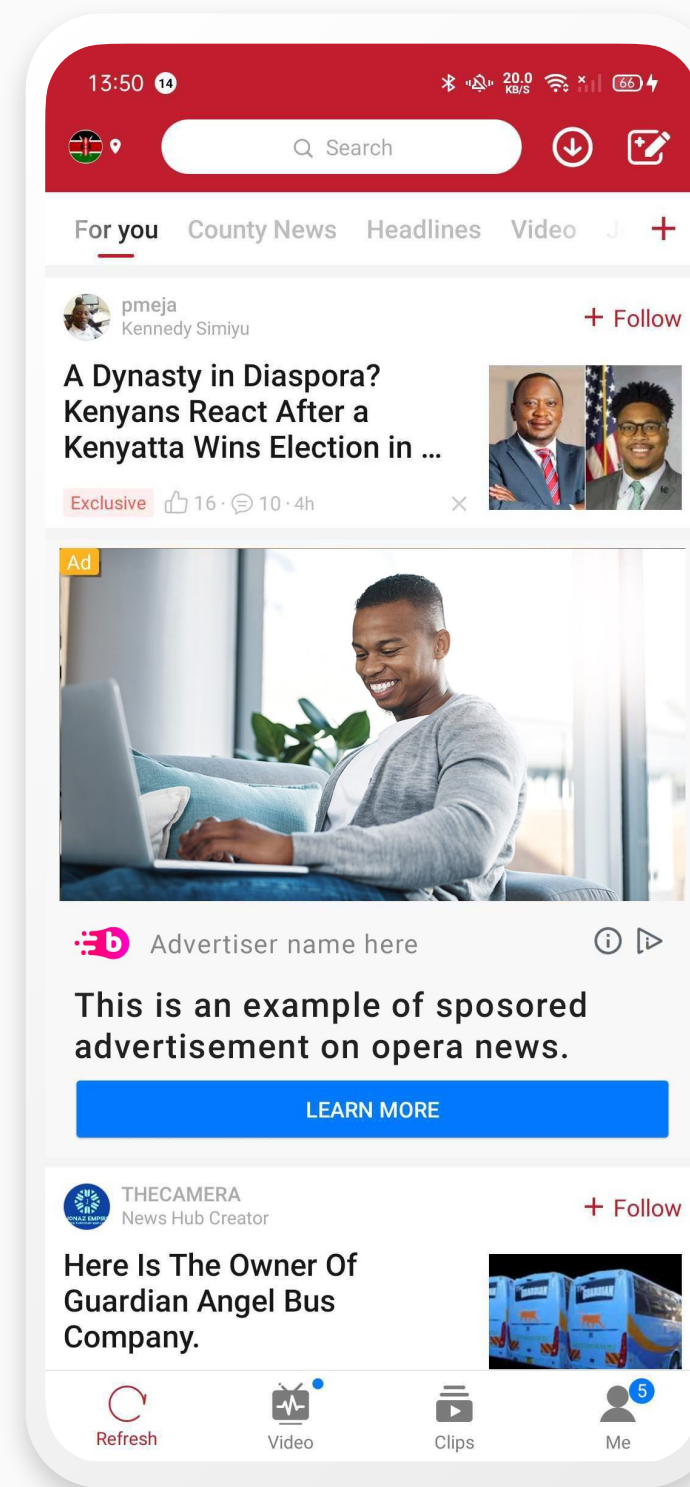 13:50 14 20.0 KB/S 66
Search
For you County News Headlines Video
pmeja
Kennedy Simiyu
+ Follow
A Dynasty in Diaspora?
Kenyans React After a
Kenyatta Wins Election in ...
Exclusive 16 · 10 · 4h
Ad
b Advertiser name here
This is an example of sposored
advertisement on opera news.
LEARN MORE
THECAMERA
News Hub Creator
+ Follow
Here Is The Owner Of
Guardian Angel Bus
Company.
GUARDIAN GUARDIAN
Refresh Video Clips Me 5